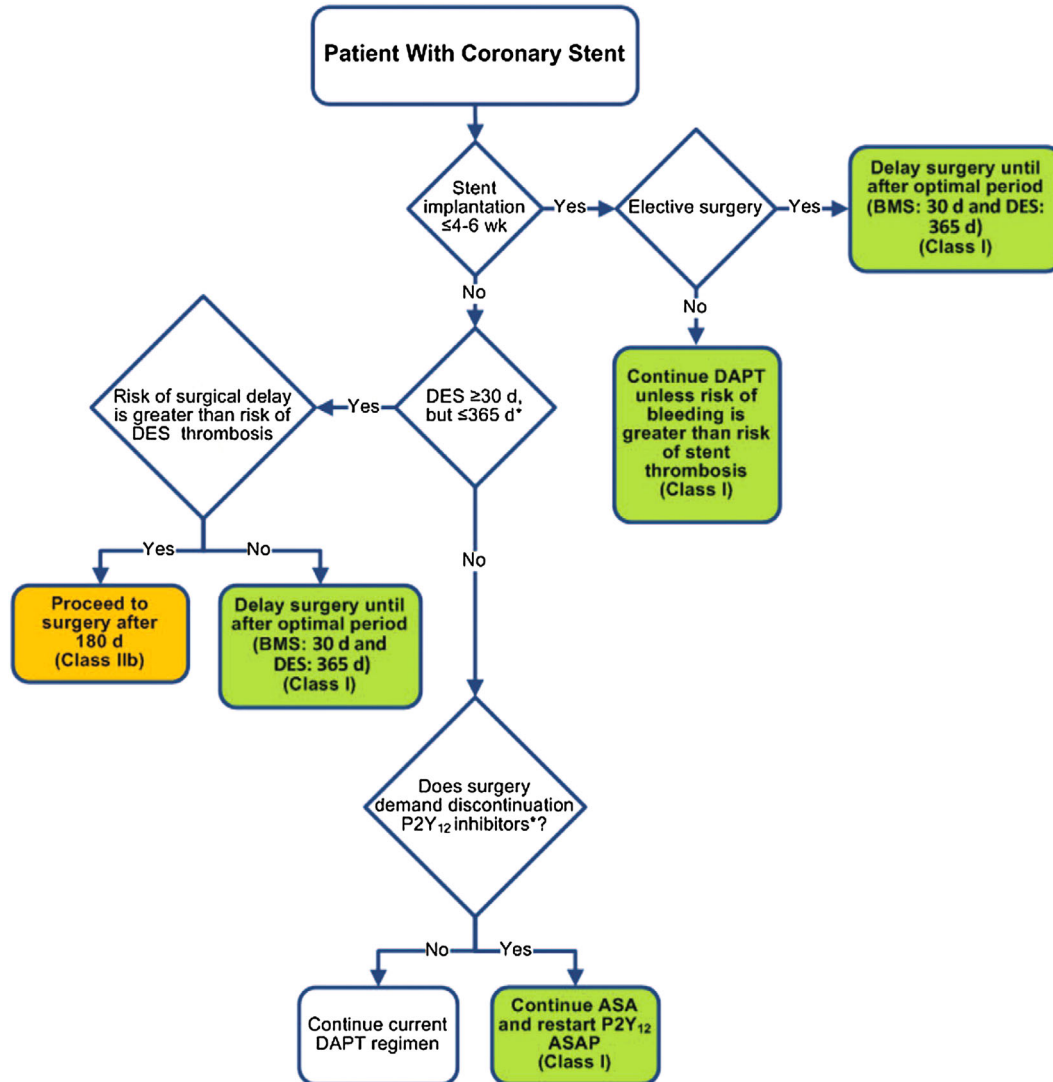 Patient With Coronary Stent
Stent
implantation
≤4-6 wk
Yes
Elective surgery
Yes
Delay surgery until
after optimal period
(BMS: 30 d and DES:
365 d)
(Class I)
No
No
Continue DAPT
unless risk of
bleeding is
greater than risk
of stent
thrombosis
(Class I)
DES ≥30 d,
but ≤365 d*
Yes
Risk of surgical delay
is greater than risk of
DES thrombosis
Yes
No
Proceed to
surgery after
180 d
(Class IIb)
Delay surgery until
after optimal period
(BMS: 30 d and
DES: 365 d)
(Class I)
No
Does surgery
demand discontinuation
P2Y₁₂ inhibitors*?
No
Yes
Continue current
DAPT regimen
Continue ASA
and restart P2Y₁₂
ASAP
(Class I)